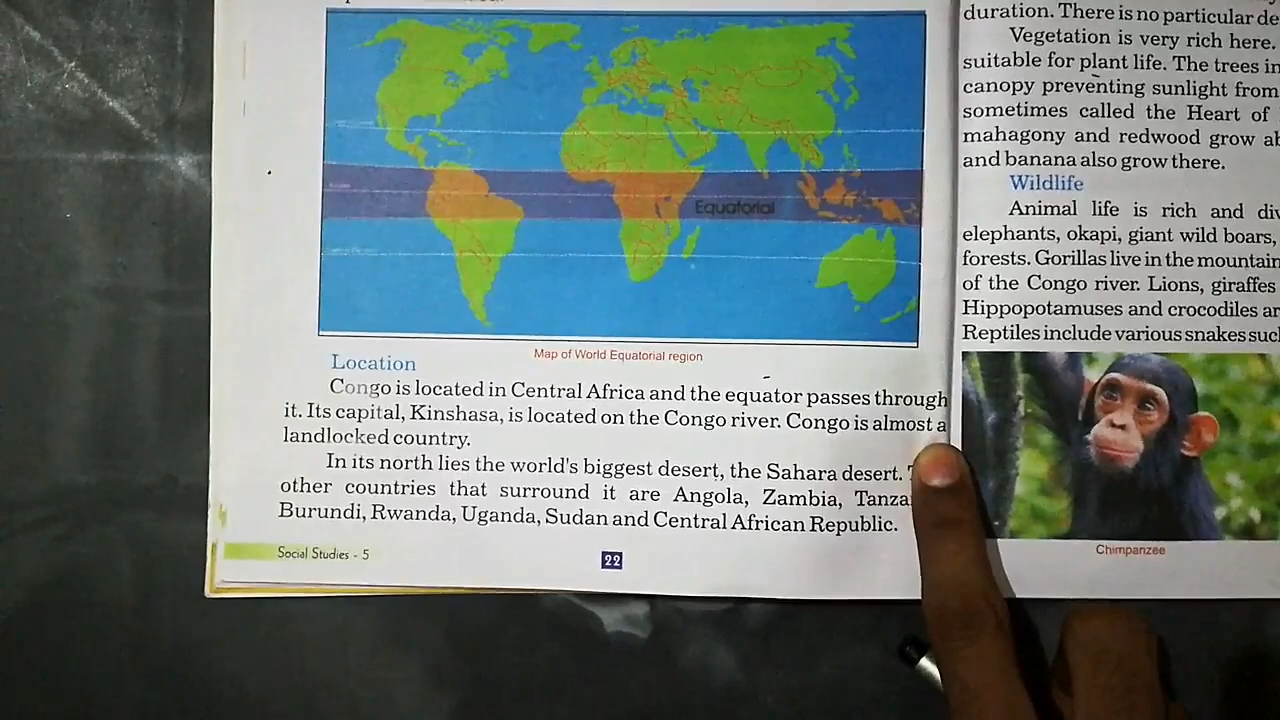 Equatorial
Map of World Equatorial region
Location
Congo is located in Central Africa and the equator passes through
it. Its capital, Kinshasa, is located on the Congo river. Congo is almost a
landlocked country.
In its north lies the world's biggest desert, the Sahara desert.
other countries that surround it are Angola, Zambia, Tanza
Burundi, Rwanda, Uganda, Sudan and Central African Republic.
Social Studies - 5
22
duration. There is no particular de
Vegetation is very rich here.
suitable for plant life. The trees in
canopy preventing sunlight from
sometimes called the Heart of
mahagony and redwood grow
and banana also grow there.
Wildlife
Animal life is rich and
elephants, okapi, giant wild boars,
forests. Gorillas live in the mountain
of the Congo river. Lions, giraffes
Hippopotamuses and crocodiles
Reptiles include various snakes
Chimpanzee